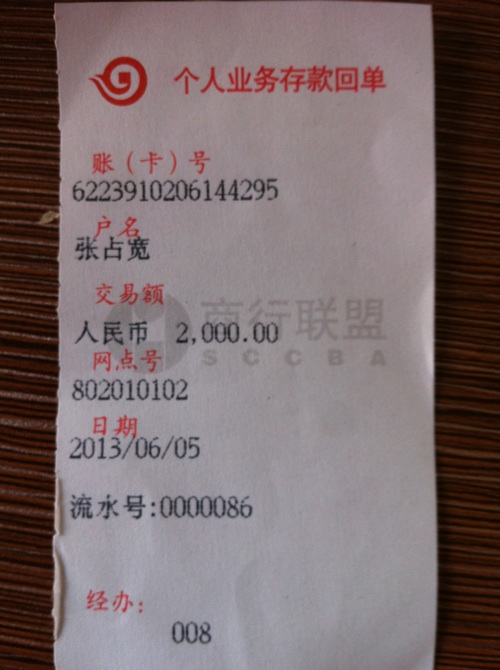 个人业务存款回单
账（卡）号
6223910206144295
户名
张占宽
交易额
商行联盟
人民币 2,000.00
SCCBA
网点号
802010102
日期
2013/06/05
流水号:0000086
经办：
008